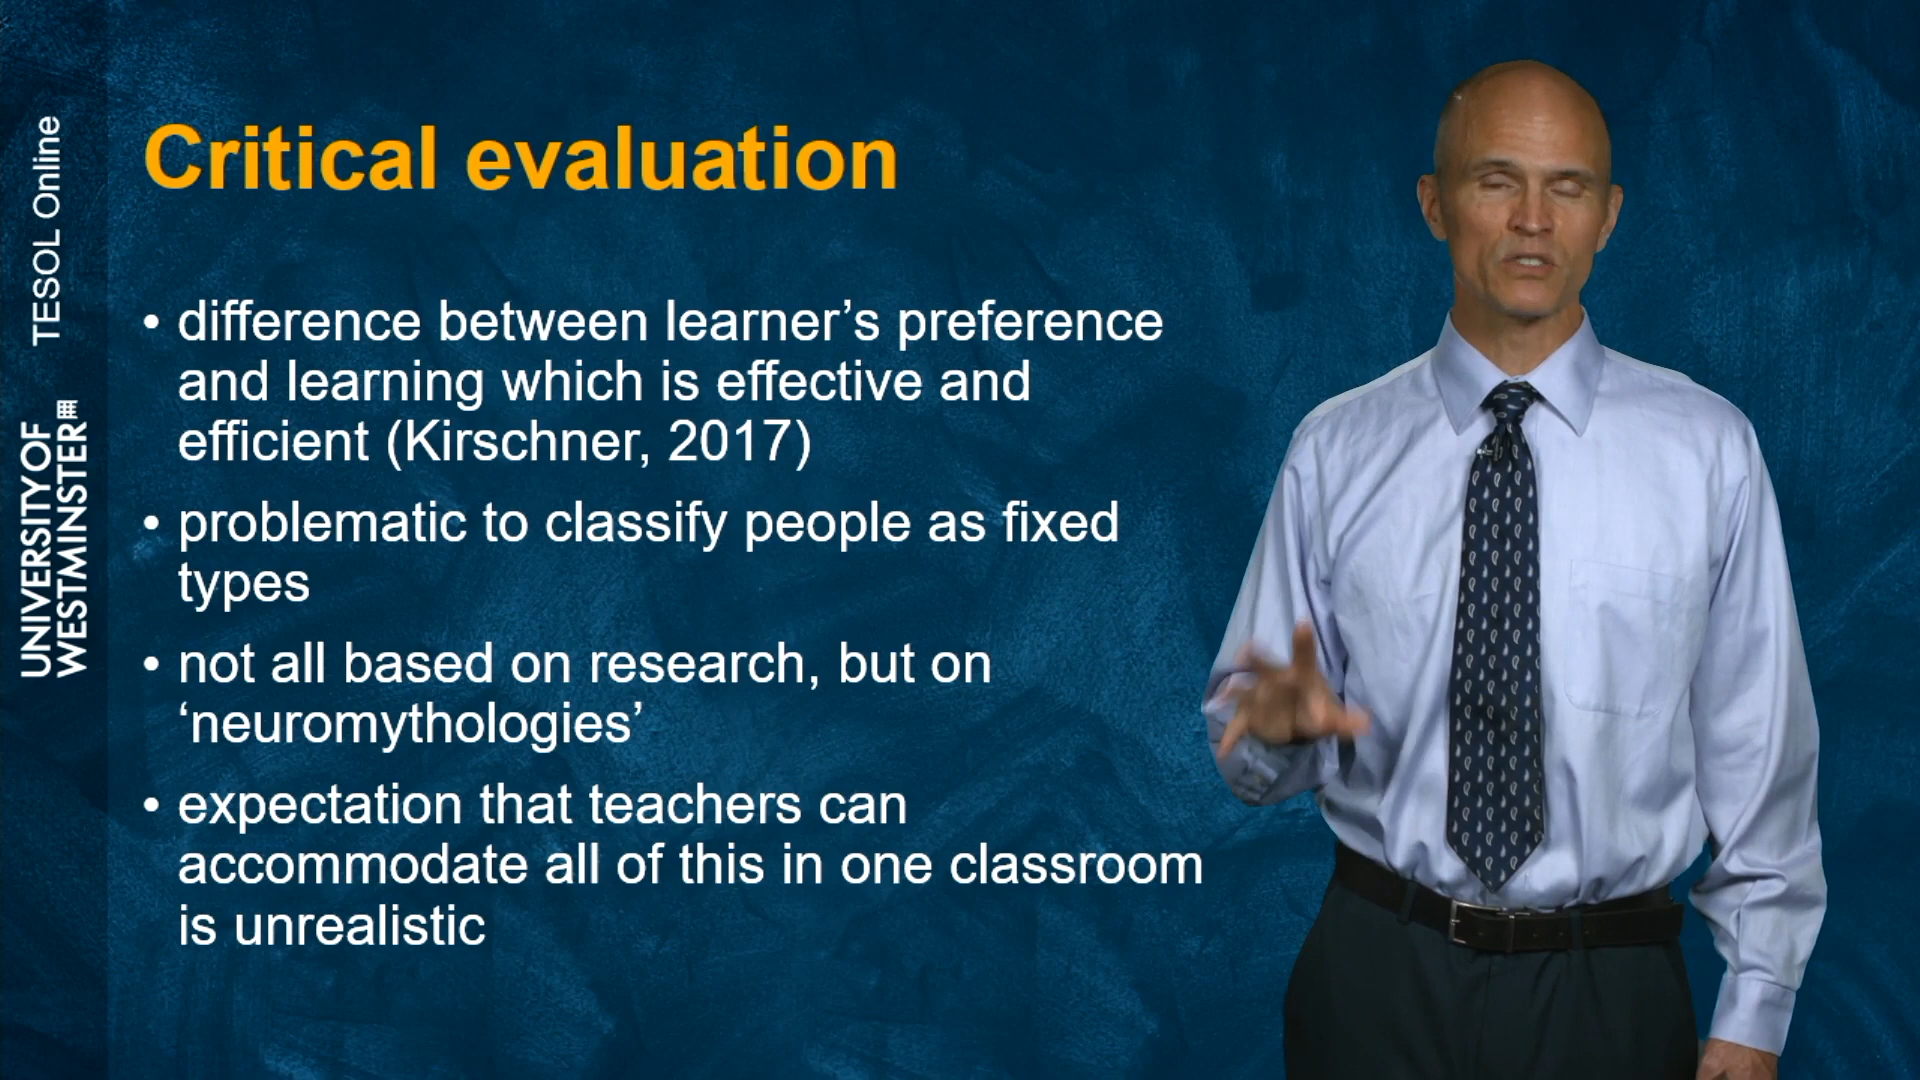 TESOL Online
UNIVERSITY OF
WESTMINSTER
Critical evaluation
• difference between learner’s preference
and learning which is effective and
efficient (Kirschner, 2017)
• problematic to classify people as fixed
types
• not all based on research, but on
‘neuromythologies’
• expectation that teachers can
accommodate all of this in one classroom
is unrealistic